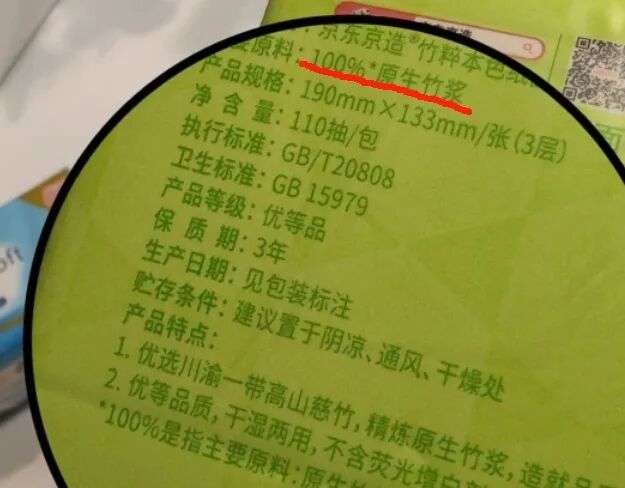 京东京造®竹粹本色纸
原料：100%*原生竹浆
产品规格：190mm×133mm/张（3层）
净 含 量：110抽/包
执行标准：GB/T20808
卫生标准：GB 15979
产品等级：优等品
保 质 期：3年
生产日期：见包装标注
贮存条件：建议置于阴凉、通风、干燥处
产品特点：
1. 优选川渝一带高山慈竹，精炼原生竹浆，造就品
2. 优等品质，干湿两用，不含荧光增白
*100%是指主要原料：原生